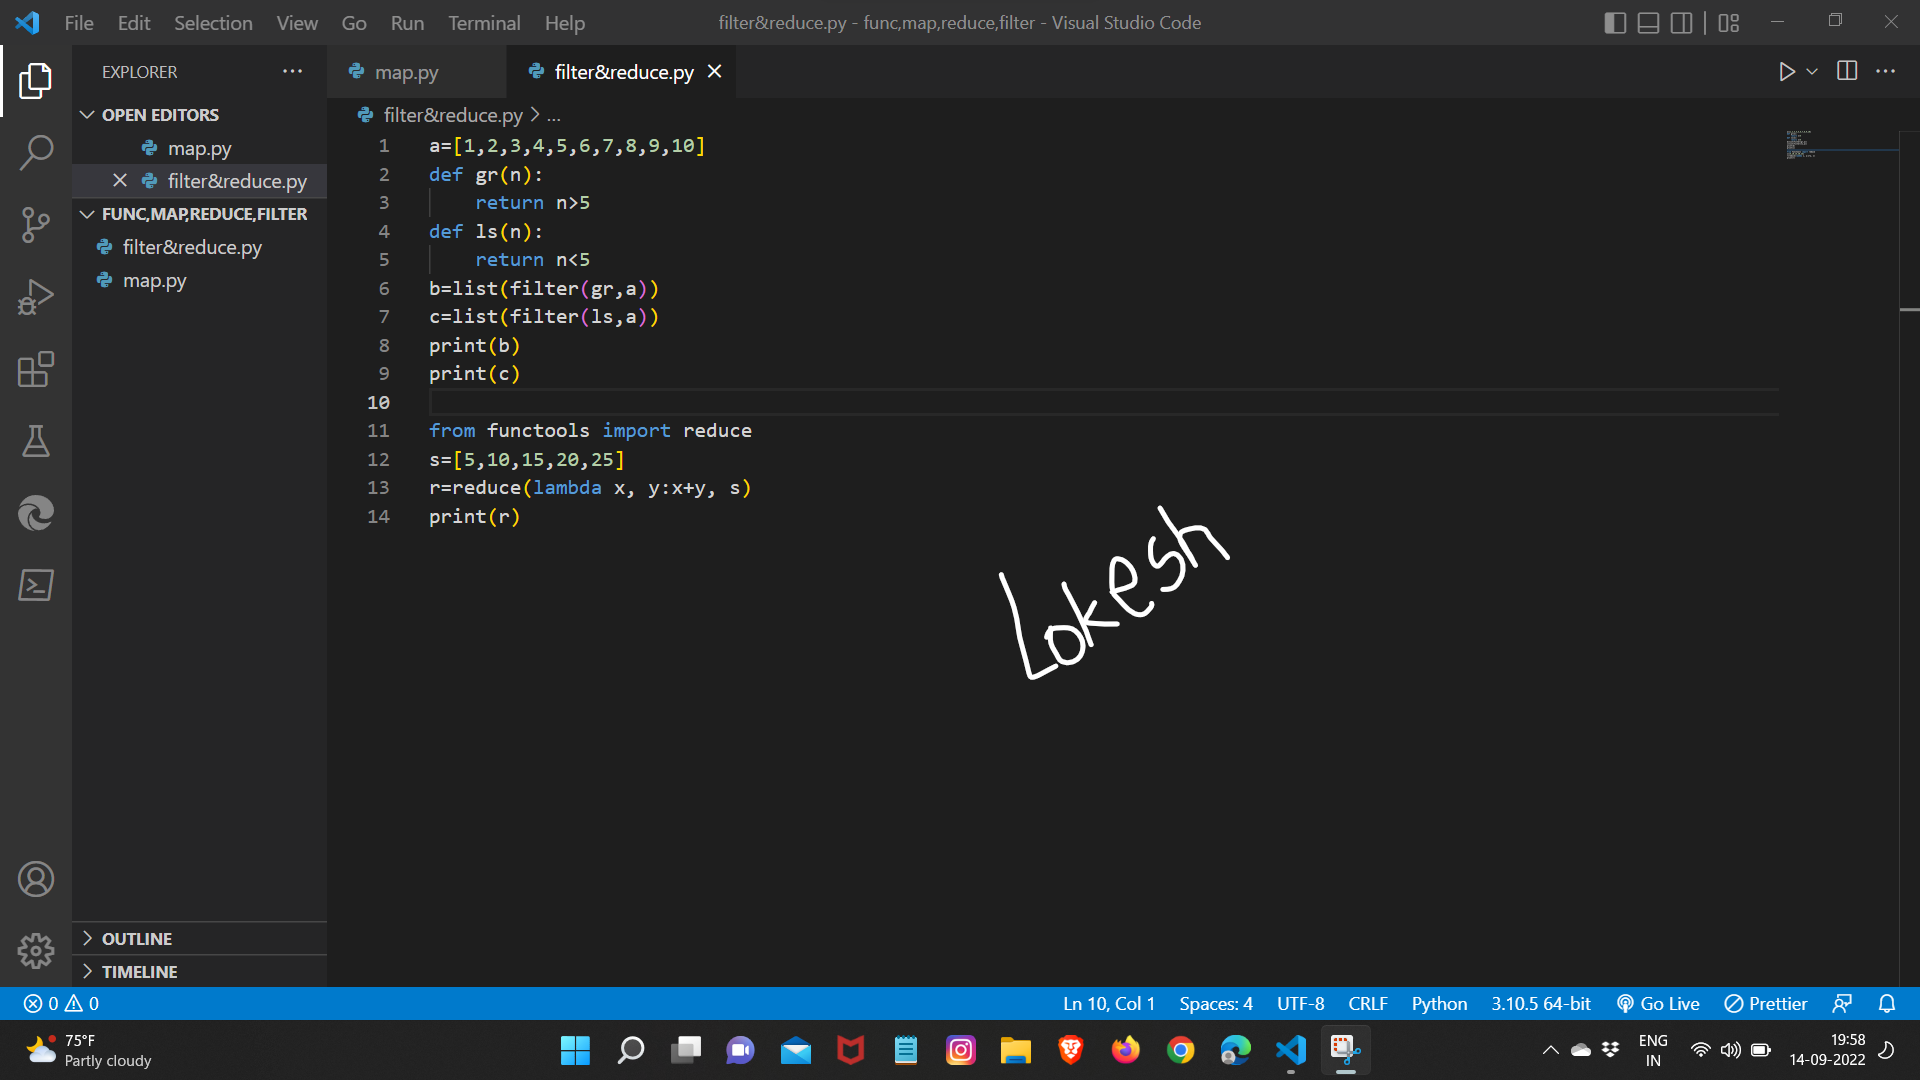 File Edit Selection View Go Run Terminal Help filter&reduce.py - func,map,reduce,filter - Visual Studio Code
EXPLORER
map.py
filter&reduce.py
OPEN EDITORS
map.py
filter&reduce.py
FUNC,MAP,REDUCE,FILTER
filter&reduce.py
map.py
filter&reduce.py > ...
1 a=[1,2,3,4,5,6,7,8,9,10]
2 def gr(n):
3     return n>5
4 def ls(n):
5     return n<5
6 b=list(filter(gr,a))
7 c=list(filter(ls,a))
8 print(b)
9 print(c)
10
11 from functools import reduce
12 s=[5,10,15,20,25]
13 r=reduce(lambda x, y:x+y, s)
14 print(r)
Lokesh
OUTLINE
TIMELINE
0 0 Ln 10, Col 1 Spaces: 4 UTF-8 CRLF Python 3.10.5 64-bit Go Live Prettier
75°F
Partly cloudy
ENG
IN
19:58
14-09-2022